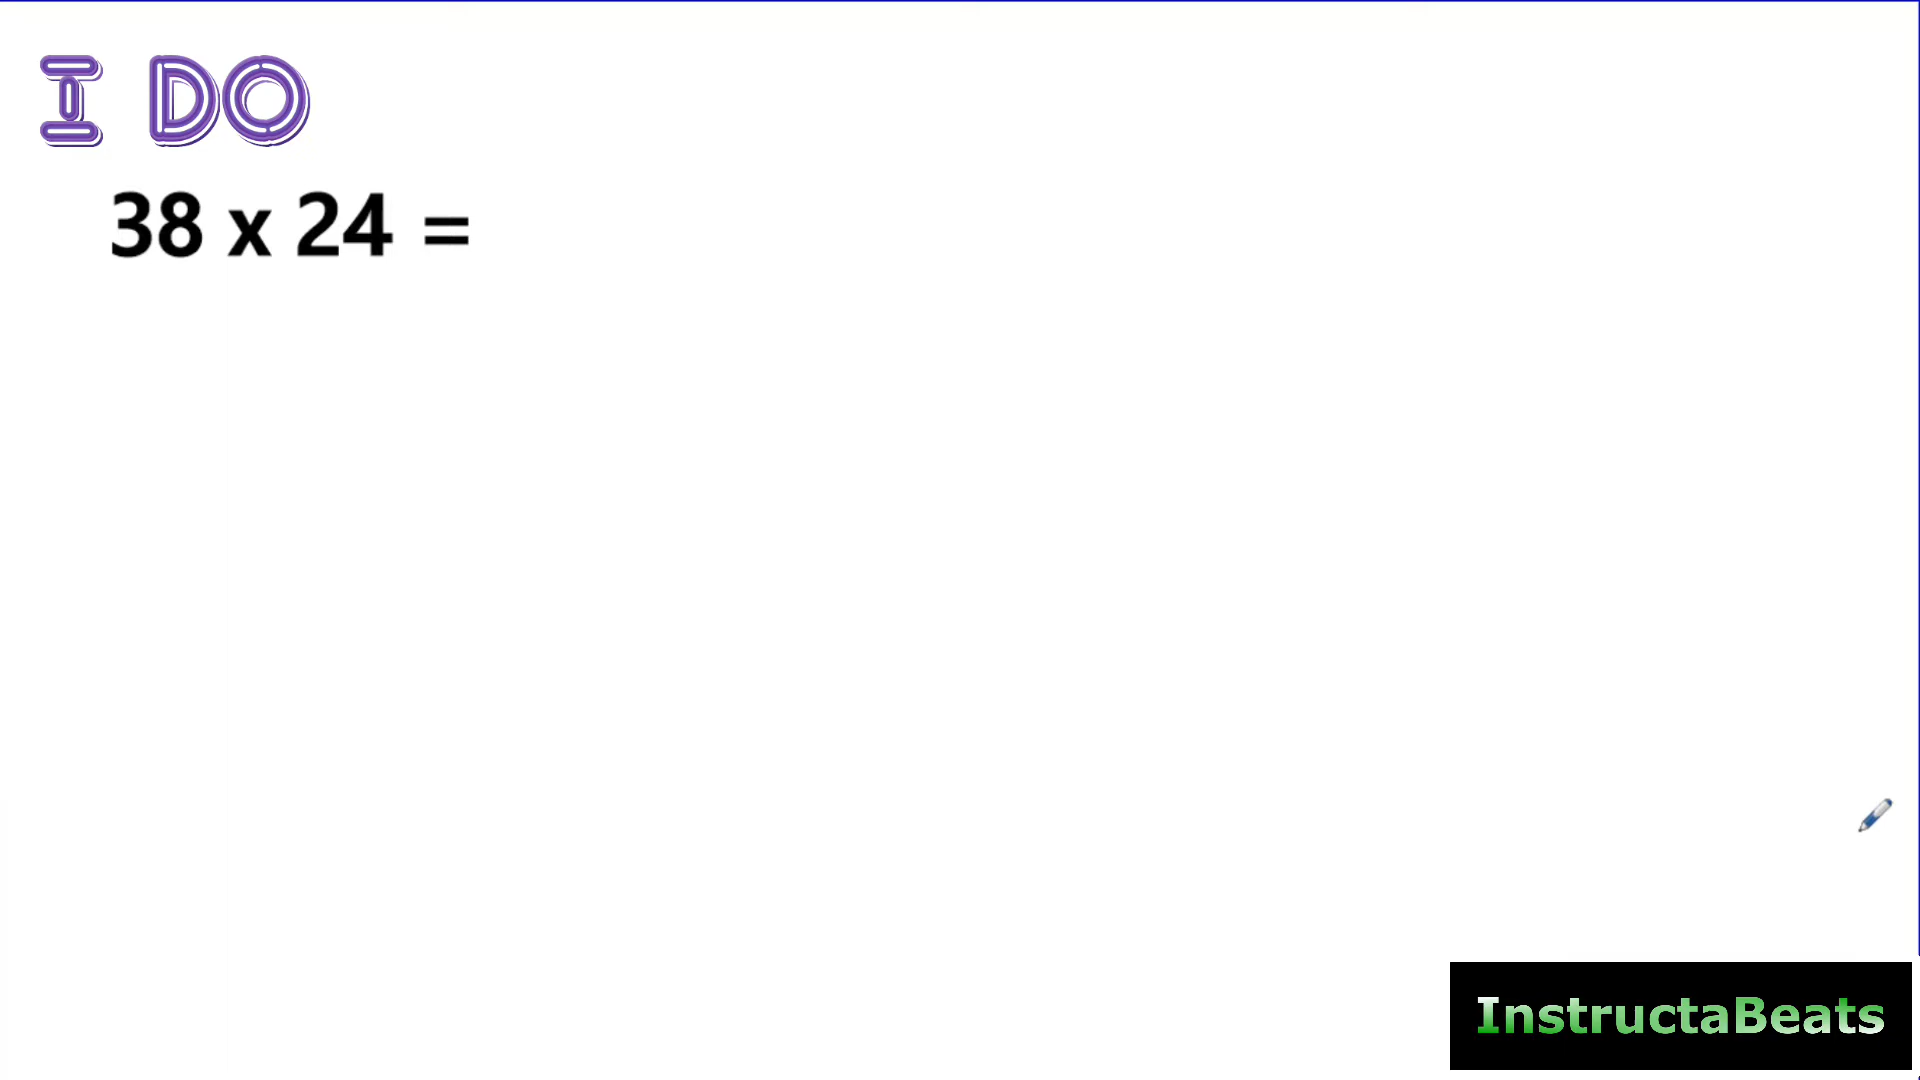 I DO
38 x 24 =
InstructaBeats